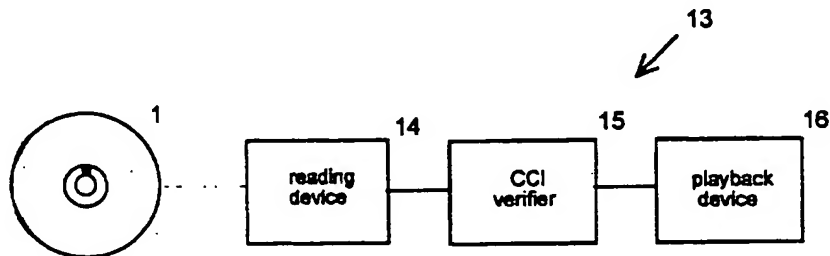 13
1
14
15
16
reading
device
CCI
verifier
playback
device